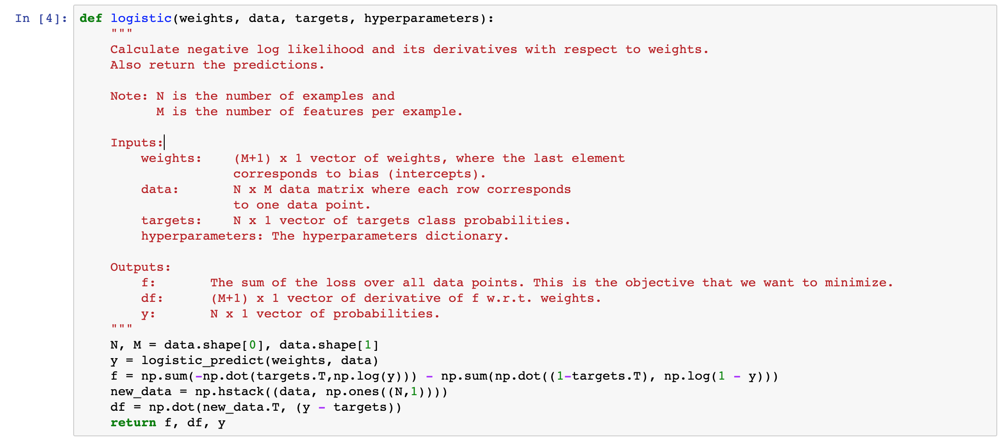 In [4]: def logistic(weights, data, targets, hyperparameters):
    """
    Calculate negative log likelihood and its derivatives with respect to weights.
    Also return the predictions.

    Note: N is the number of examples and
          M is the number of features per example.

    Inputs:
        weights:    (M+1) x 1 vector of weights, where the last element
                    corresponds to bias (intercepts).
        data:       N x M data matrix where each row corresponds
                    to one data point.
        targets:    N x 1 vector of targets class probabilities.
        hyperparameters: The hyperparameters dictionary.

    Outputs:
        f:       The sum of the loss over all data points. This is the objective that we want to minimize.
        df:      (M+1) x 1 vector of derivative of f w.r.t. weights.
        y:       N x 1 vector of probabilities.
    """
    N, M = data.shape[0], data.shape[1]
    y = logistic_predict(weights, data)
    f = np.sum(-np.dot(targets.T,np.log(y))) - np.sum(np.dot((1-targets.T), np.log(1 - y)))
    new_data = np.hstack((data, np.ones((N,1))))
    df = np.dot(new_data.T, (y - targets))
    return f, df, y